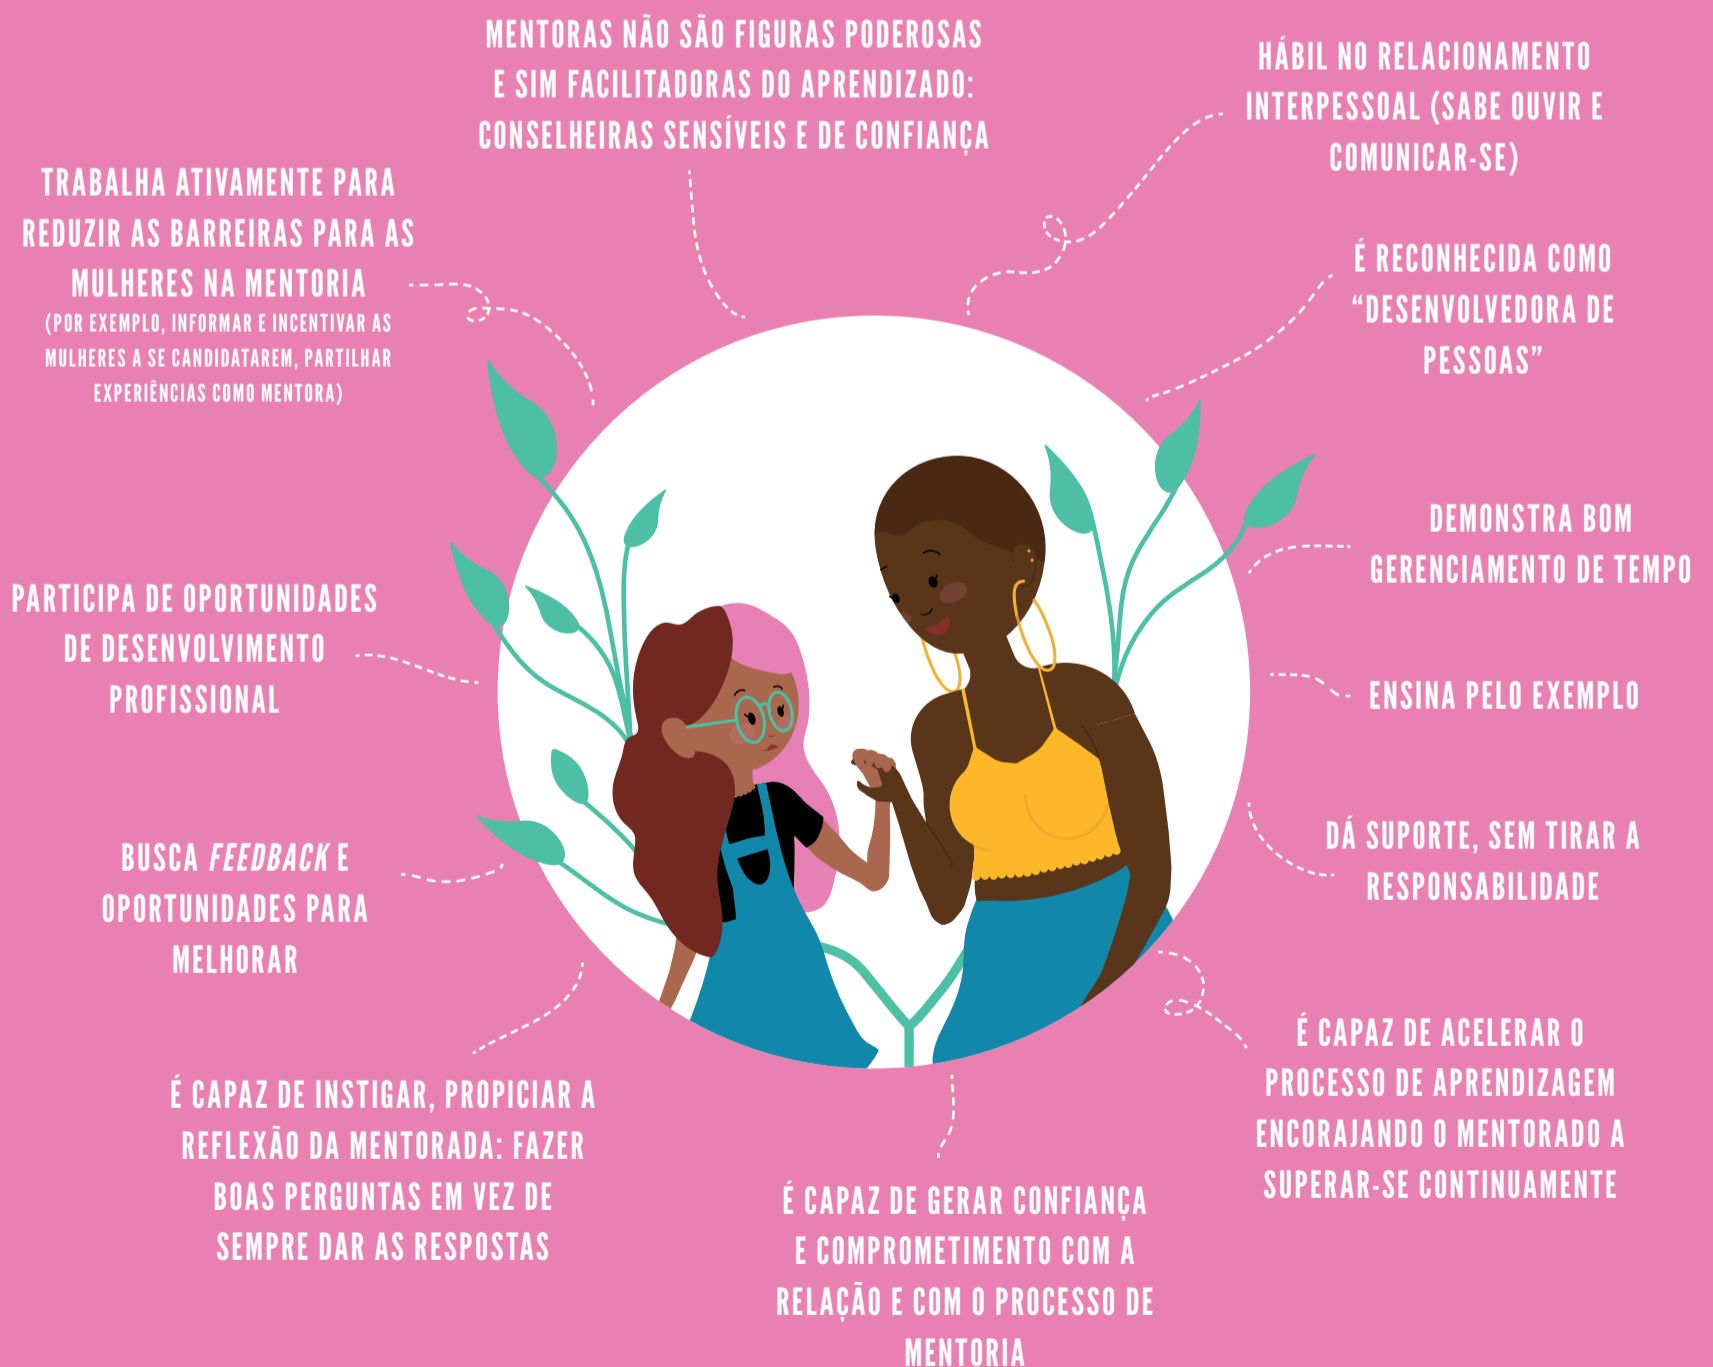 MENTORAS NÃO SÃO FIGURAS PODEROSAS
E SIM FACILITADORAS DO APRENDIZADO:
CONSELHEIRAS SENSÍVEIS E DE CONFIANÇA
HÁBIL NO RELACIONAMENTO
INTERPESSOAL (SABE OUVIR E
COMUNICAR-SE)
É RECONHECIDA COMO
“DESENVOLVEDORA DE
PESSOAS”
DEMONSTRA BOM
GERENCIAMENTO DE TEMPO
ENSINA PELO EXEMPLO
DÁ SUPORTE, SEM TIRAR A
RESPONSABILIDADE
É CAPAZ DE ACELERAR O
PROCESSO DE APRENDIZAGEM
ENCORAJANDO O MENTORADO A
SUPERAR-SE CONTINUAMENTE
É CAPAZ DE GERAR CONFIANÇA
E COMPROMETIMENTO COM A
RELAÇÃO E COM O PROCESSO DE
MENTORIA
É CAPAZ DE INSTIGAR, PROPICIAR A
REFLEXÃO DA MENTORADA: FAZER
BOAS PERGUNTAS EM VEZ DE
SEMPRE DAR AS RESPOSTAS
BUSCA FEEDBACK E
OPORTUNIDADES PARA
MELHORAR
PARTICIPA DE OPORTUNIDADES
DE DESENVOLVIMENTO
PROFISSIONAL
TRABALHA ATIVAMENTE PARA
REDUZIR AS BARREIRAS PARA AS
MULHERES NA MENTORIA
(POR EXEMPLO, INFORMAR E INCENTIVAR AS
MULHERES A SE CANDIDATAREM, PARTILHAR
EXPERIÊNCIAS COMO MENTORA)